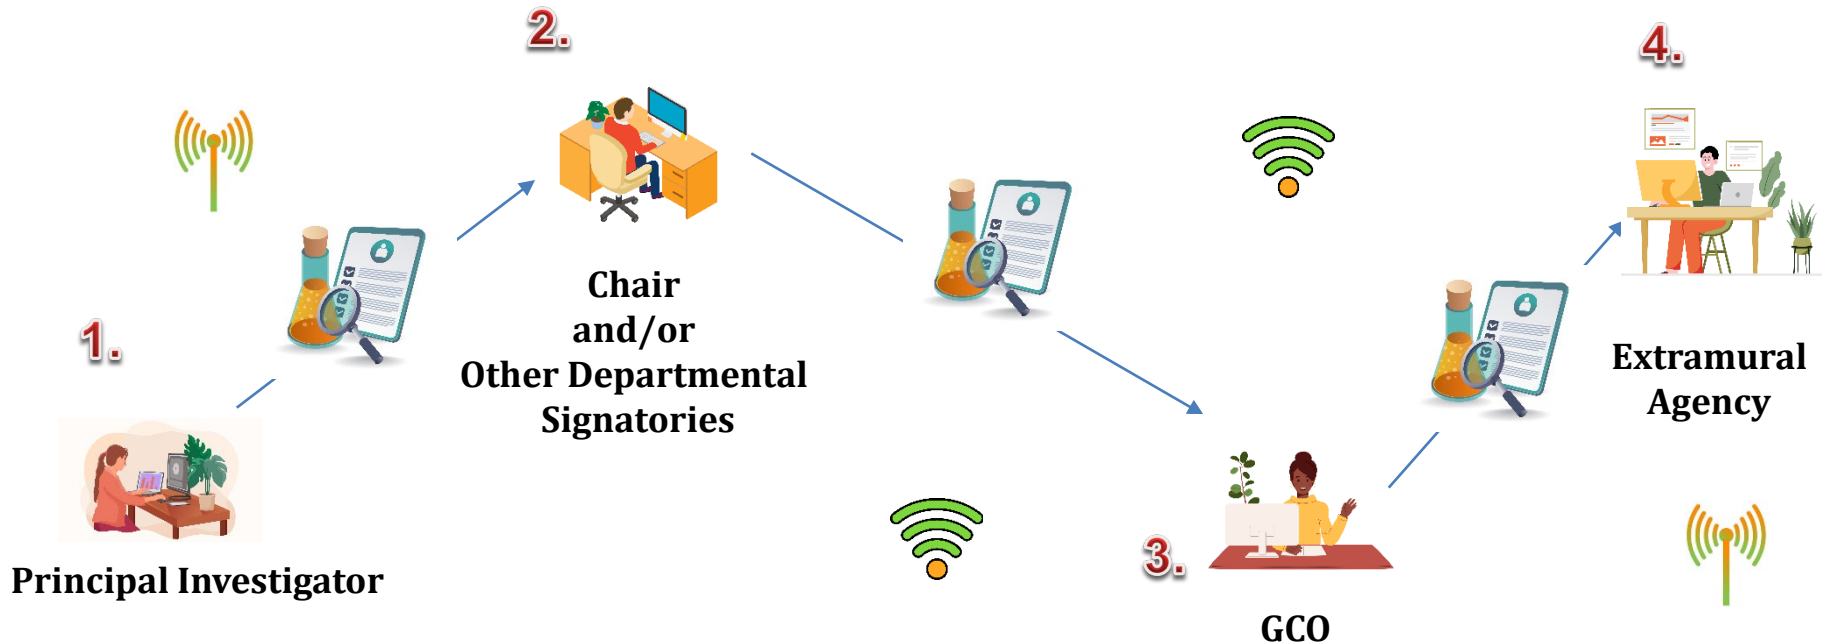 1.
Principal Investigator
2.
Chair
and/or
Other Departmental
Signatories
3.
GCO
4.
Extramural
Agency